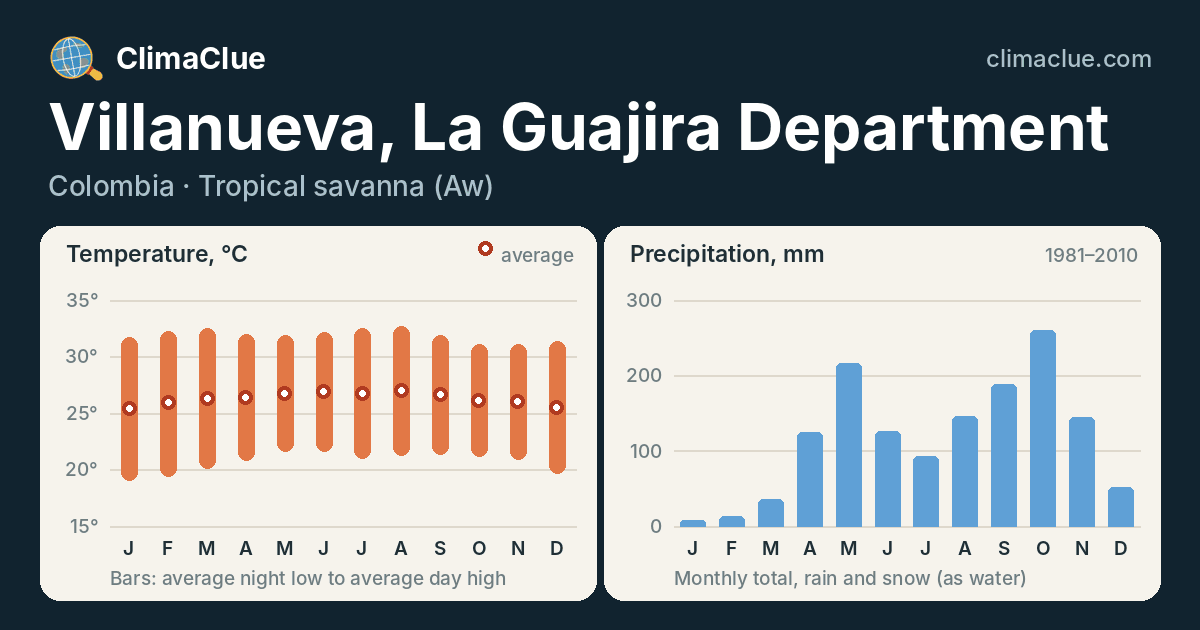 ClimaClue
climaclue.com
Villanueva, La Guajira Department
Colombia · Tropical savanna (Aw)
Temperature, °C
average
35°
30°
25°
20°
15°
J F M A M J J A S O N D
Bars: average night low to average day high
Precipitation, mm
1981–2010
300
200
100
0
J F M A M J J A S O N D
Monthly total, rain and snow (as water)